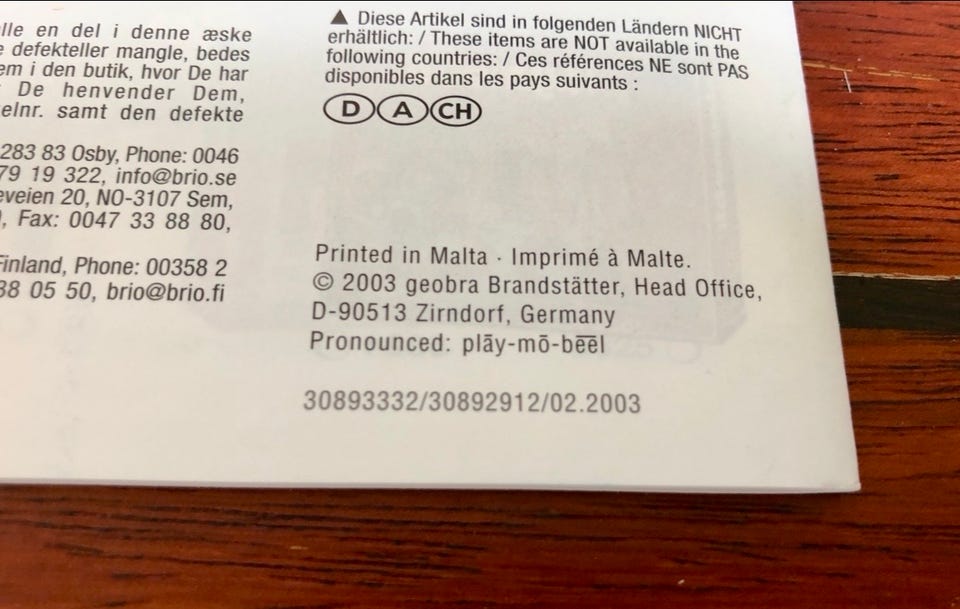 lle en del i denne æske
defekteller mangle, bedes
em i den butik, hvor De har
De henvender Dem,
elnr. samt den defekte
283 83 Osby, Phone: 0046
79 19 322, info@brio.se
eveien 20, NO-3107 Sem,
, Fax: 0047 33 88 80,
Finland, Phone: 00358 2
38 05 50, brio@brio.fi
▲ Diese Artikel sind in folgenden Ländern NICHT
erhältlich: / These items are NOT available in the
following countries: / Ces références NE sont PAS
disponibles dans les pays suivants :
D A CH
Printed in Malta · Imprimé à Malte.
© 2003 geobra Brandstätter, Head Office,
D-90513 Zirndorf, Germany
Pronounced: plāy-mō-bēēl
30893332/30892912/02.2003